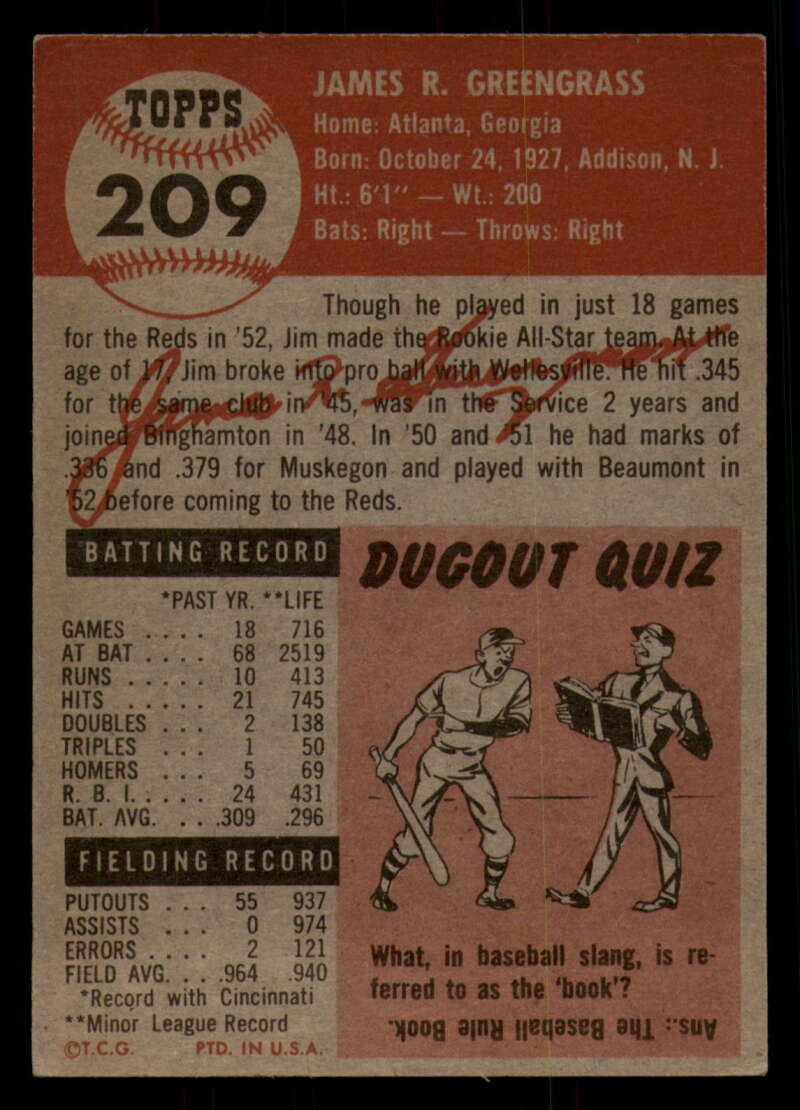 TOPPS
209
JAMES R. GREENGRASS
Home: Atlanta, Georgia
Born: October 24, 1927, Addison, N. J.
Ht.: 6'1" — Wt.: 200
Bats: Right — Throws: Right
Though he played in just 18 games
for the Reds in '52, Jim made the Rookie All-Star team. At the
age of 17, Jim broke into pro ball with Wellesville. He hit .345
for the same club in '45, was in the Service 2 years and
joined Binghamton in '48. In '50 and '51 he had marks of
.336 and .379 for Muskegon and played with Beaumont in
'52 before coming to the Reds.
BATTING RECORD
*PAST YR. **LIFE
GAMES .... 18 716
AT BAT .... 68 2519
RUNS ..... 10 413
HITS ..... 21 745
DOUBLES ... 2 138
TRIPLES ... 1 50
HOMERS ... 5 69
R. B. I. .... 24 431
BAT. AVG. ...309 .296
FIELDING RECORD
PUTOUTS ... 55 937
ASSISTS ... 0 974
ERRORS .... 2 121
FIELD AVG. ...964 .940
*Record with Cincinnati
**Minor League Record
©T.C.G. PTD. IN U.S.A.
DUGOUT QUIZ
What, in baseball slang, is re-
ferred to as the 'book'?
Ans.: The Baseball Rule Book.